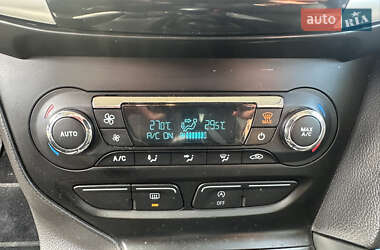 auto RIA
27.0°C 29.5°C
A/C ON
AUTO
MAX
A/C
A/C
OFF